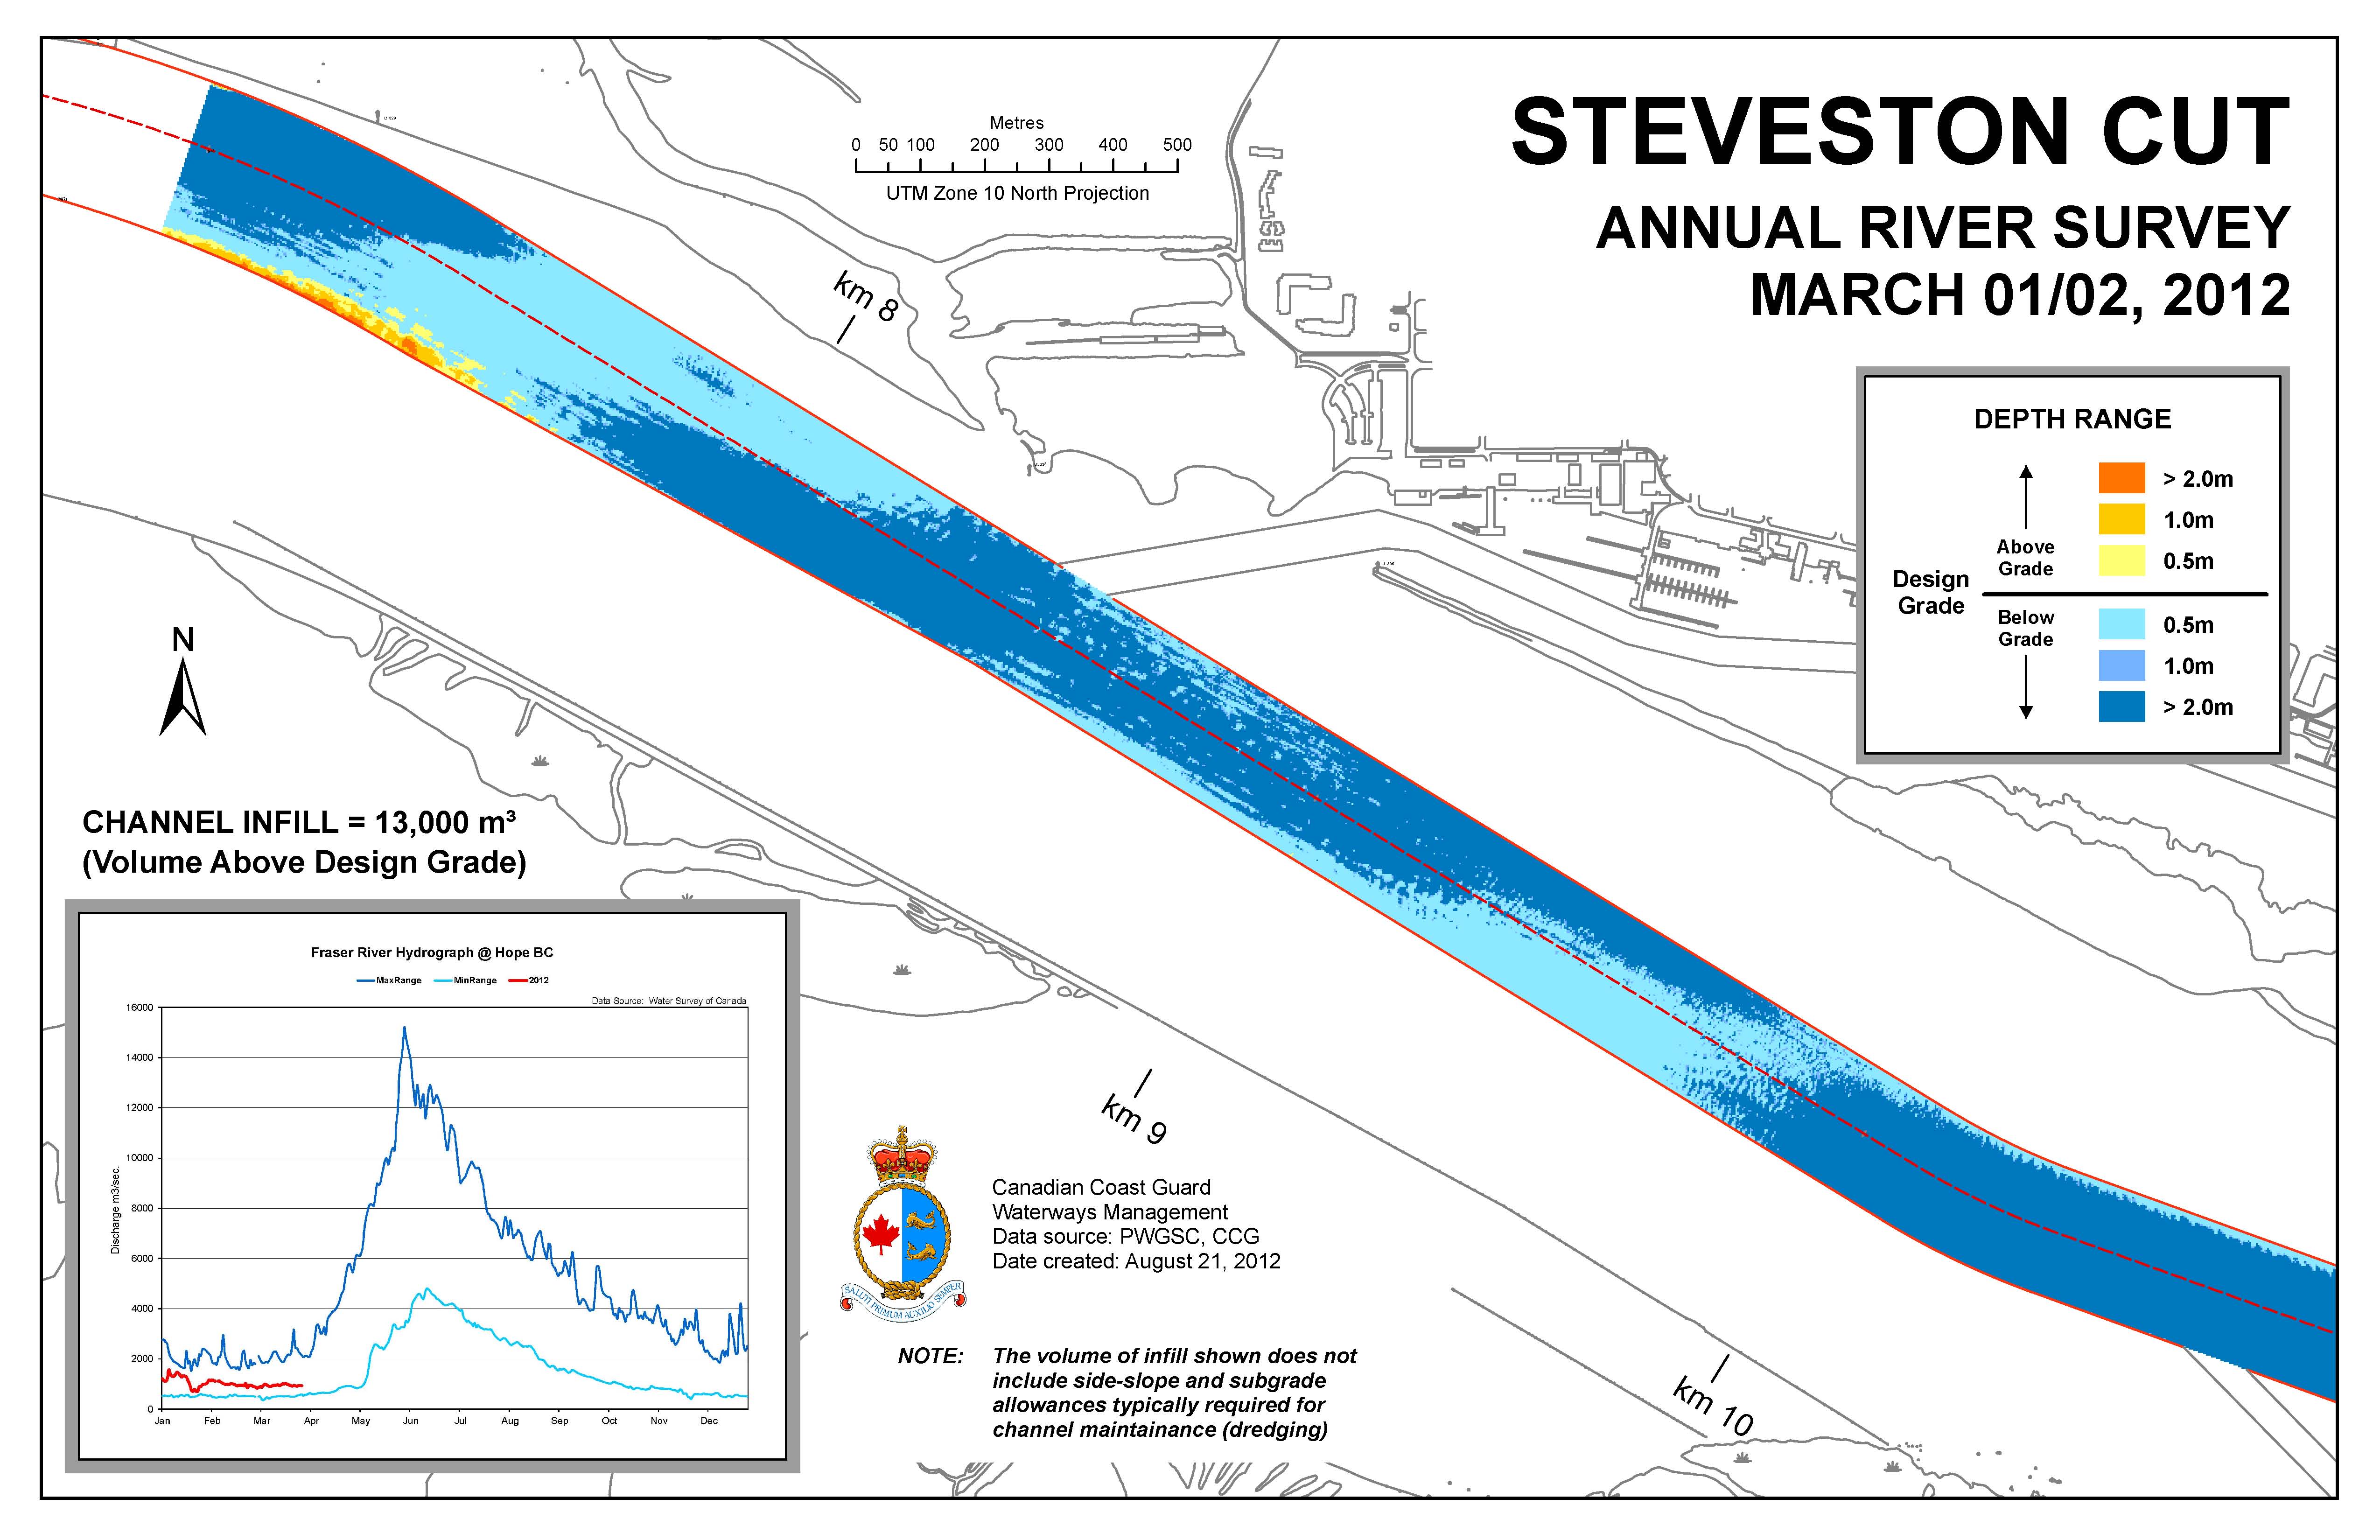 STEVESTON CUT
ANNUAL RIVER SURVEY
MARCH 01/02, 2012
Metres
0 50 100 200 300 400 500
UTM Zone 10 North Projection
km 8
DEPTH RANGE
> 2.0m
1.0m
Above
Grade
0.5m
Design
Grade
Below
Grade
0.5m
1.0m
> 2.0m
N
CHANNEL INFILL = 13,000 m³
(Volume Above Design Grade)
Fraser River Hydrograph @ Hope BC
MaxRange MinRange 2012
Data Source: Water Survey of Canada
Discharge m3/sec.
16000
14000
12000
10000
8000
6000
4000
2000
0
Jan Feb Mar Apr May Jun Jul Aug Sep Oct Nov Dec
km 9
SALUTI PRIMUM AUXILIO SEMPER
Canadian Coast Guard
Waterways Management
Data source: PWGSC, CCG
Date created: August 21, 2012
NOTE: The volume of infill shown does not
include side-slope and subgrade
allowances typically required for
channel maintainance (dredging)
km 10